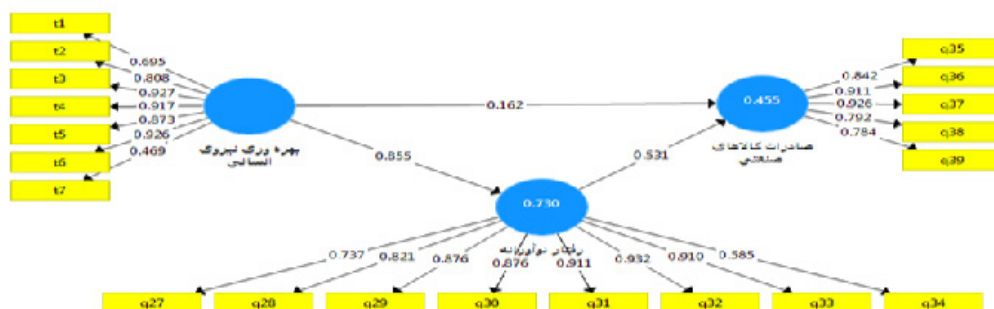 t1
t2
t3
t4
t5
t6
t7
0.695
0.808
0.927
0.917
0.873
0.926
0.469
بهره وری نیروی
انسانی
0.162
0.855
0.531
0.455
صادرات کالاهای
صنعتی
0.842
0.911
0.926
0.792
0.784
q35
q36
q37
q38
q39
0.730
رفتار نوآورانه
0.737
0.821
0.876
0.876
0.911
0.932
0.910
0.585
q27
q28
q29
q30
q31
q32
q33
q34